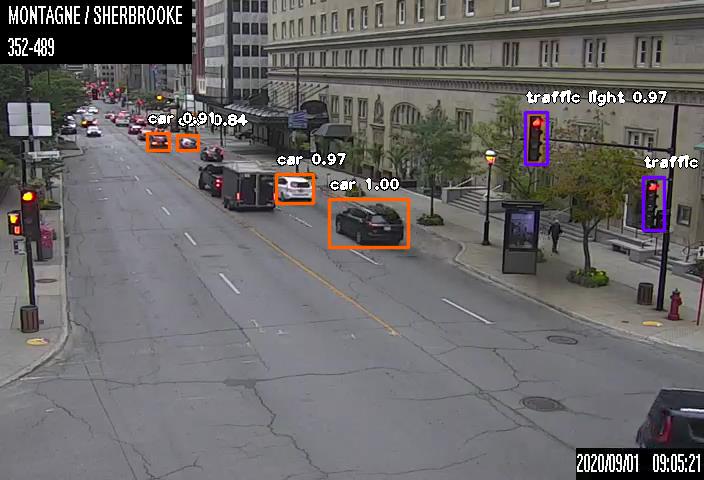 MONTAGNE / SHERBROOKE
352-489
traffic light 0.97
car 0.91
0.84
traffic
car 0.97
car 1.00
2020/09/01 09:05:21